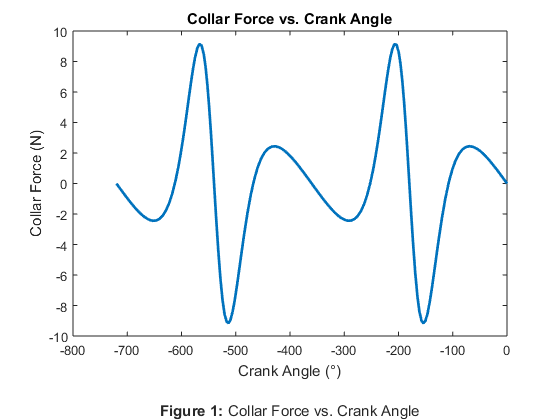 Collar Force vs. Crank Angle
10
8
6
4
2
0
-2
-4
-6
-8
-10
Collar Force (N)
-800 -700 -600 -500 -400 -300 -200 -100 0
Crank Angle (°)
Figure 1: Collar Force vs. Crank Angle